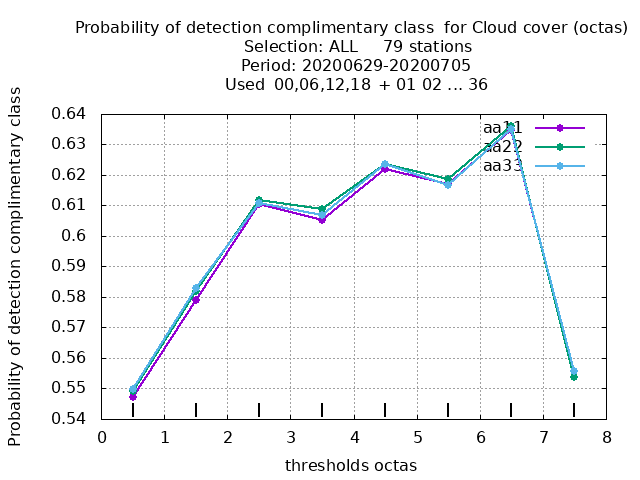 Probability of detection complimentary class  for Cloud cover (octas)
Selection: ALL     79 stations
Period: 20200629-20200705
Used  00,06,12,18 + 01 02 ... 36
Probability of detection complimentary class
0.64
0.63
0.62
0.61
0.6
0.59
0.58
0.57
0.56
0.55
0.54
aa11
aa22
aa33
0 1 2 3 4 5 6 7 8
thresholds octas